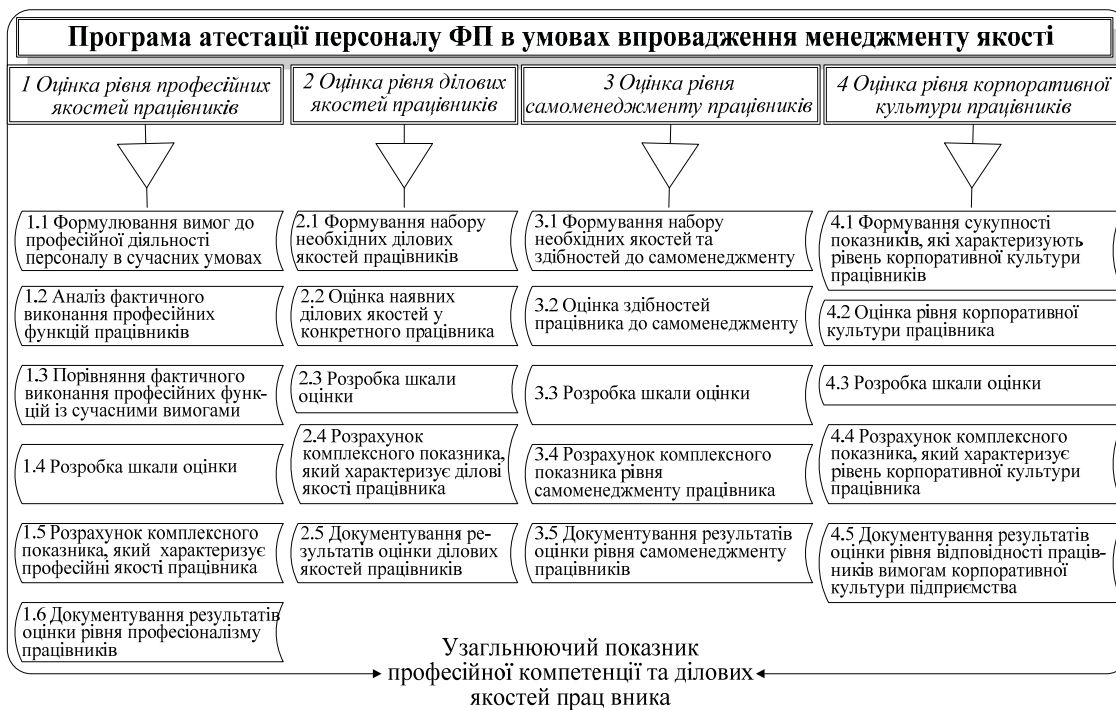 Програма атестації персоналу ФП в умовах впровадження менеджменту якості
1 Оцінка рівня професійних
якостей працівників
2 Оцінка рівня ділових
якостей працівників
3 Оцінка рівня
самоменеджменту працівників
4 Оцінка рівня корпоративної
культури працівників
1.1 Формулювання вимог до
професійної діяльності
персоналу в сучасних умовах
1.2 Аналіз фактичного
виконання професійних
функцій працівників
1.3 Порівняння фактичного
виконання професійних функ-
цій із сучасними вимогами
1.4 Розробка шкали оцінки
1.5 Розрахунок комплексного
показника, який характеризує
професійні якості працівника
1.6 Документування результатів
оцінки рівня професіоналізму
працівників
2.1 Формування набору
необхідних ділових
якостей працівників
2.2 Оцінка наявних
ділових якостей у
конкретного працівника
2.3 Розробка шкали
оцінки
2.4 Розрахунок
комплексного показника,
який характеризує ділові
якості працівника
2.5 Документування ре-
зультатів оцінки ділових
якостей працівників
3.1 Формування набору
необхідних якостей та
здібностей до самоменеджменту
3.2 Оцінка здібностей
працівника до самоменеджменту
3.3 Розробка шкали оцінки
3.4 Розрахунок комплексного
показника рівня
самоменеджменту працівника
3.5 Документування результатів
оцінки рівня самоменеджменту
працівників
4.1 Формування сукупності
показників, які характеризують
рівень корпоративної культури
працівників
4.2 Оцінка рівня корпоративної
культури працівника
4.3 Розробка шкали оцінки
4.4 Розрахунок комплексного
показника, який характеризує
рівень корпоративної культури
працівника
4.5 Документування результатів
оцінки рівня відповідності праців-
ників вимогам корпоративної
культури підприємства
Узагльнюючий показник
професійної компетенції та ділових
якостей прац вника